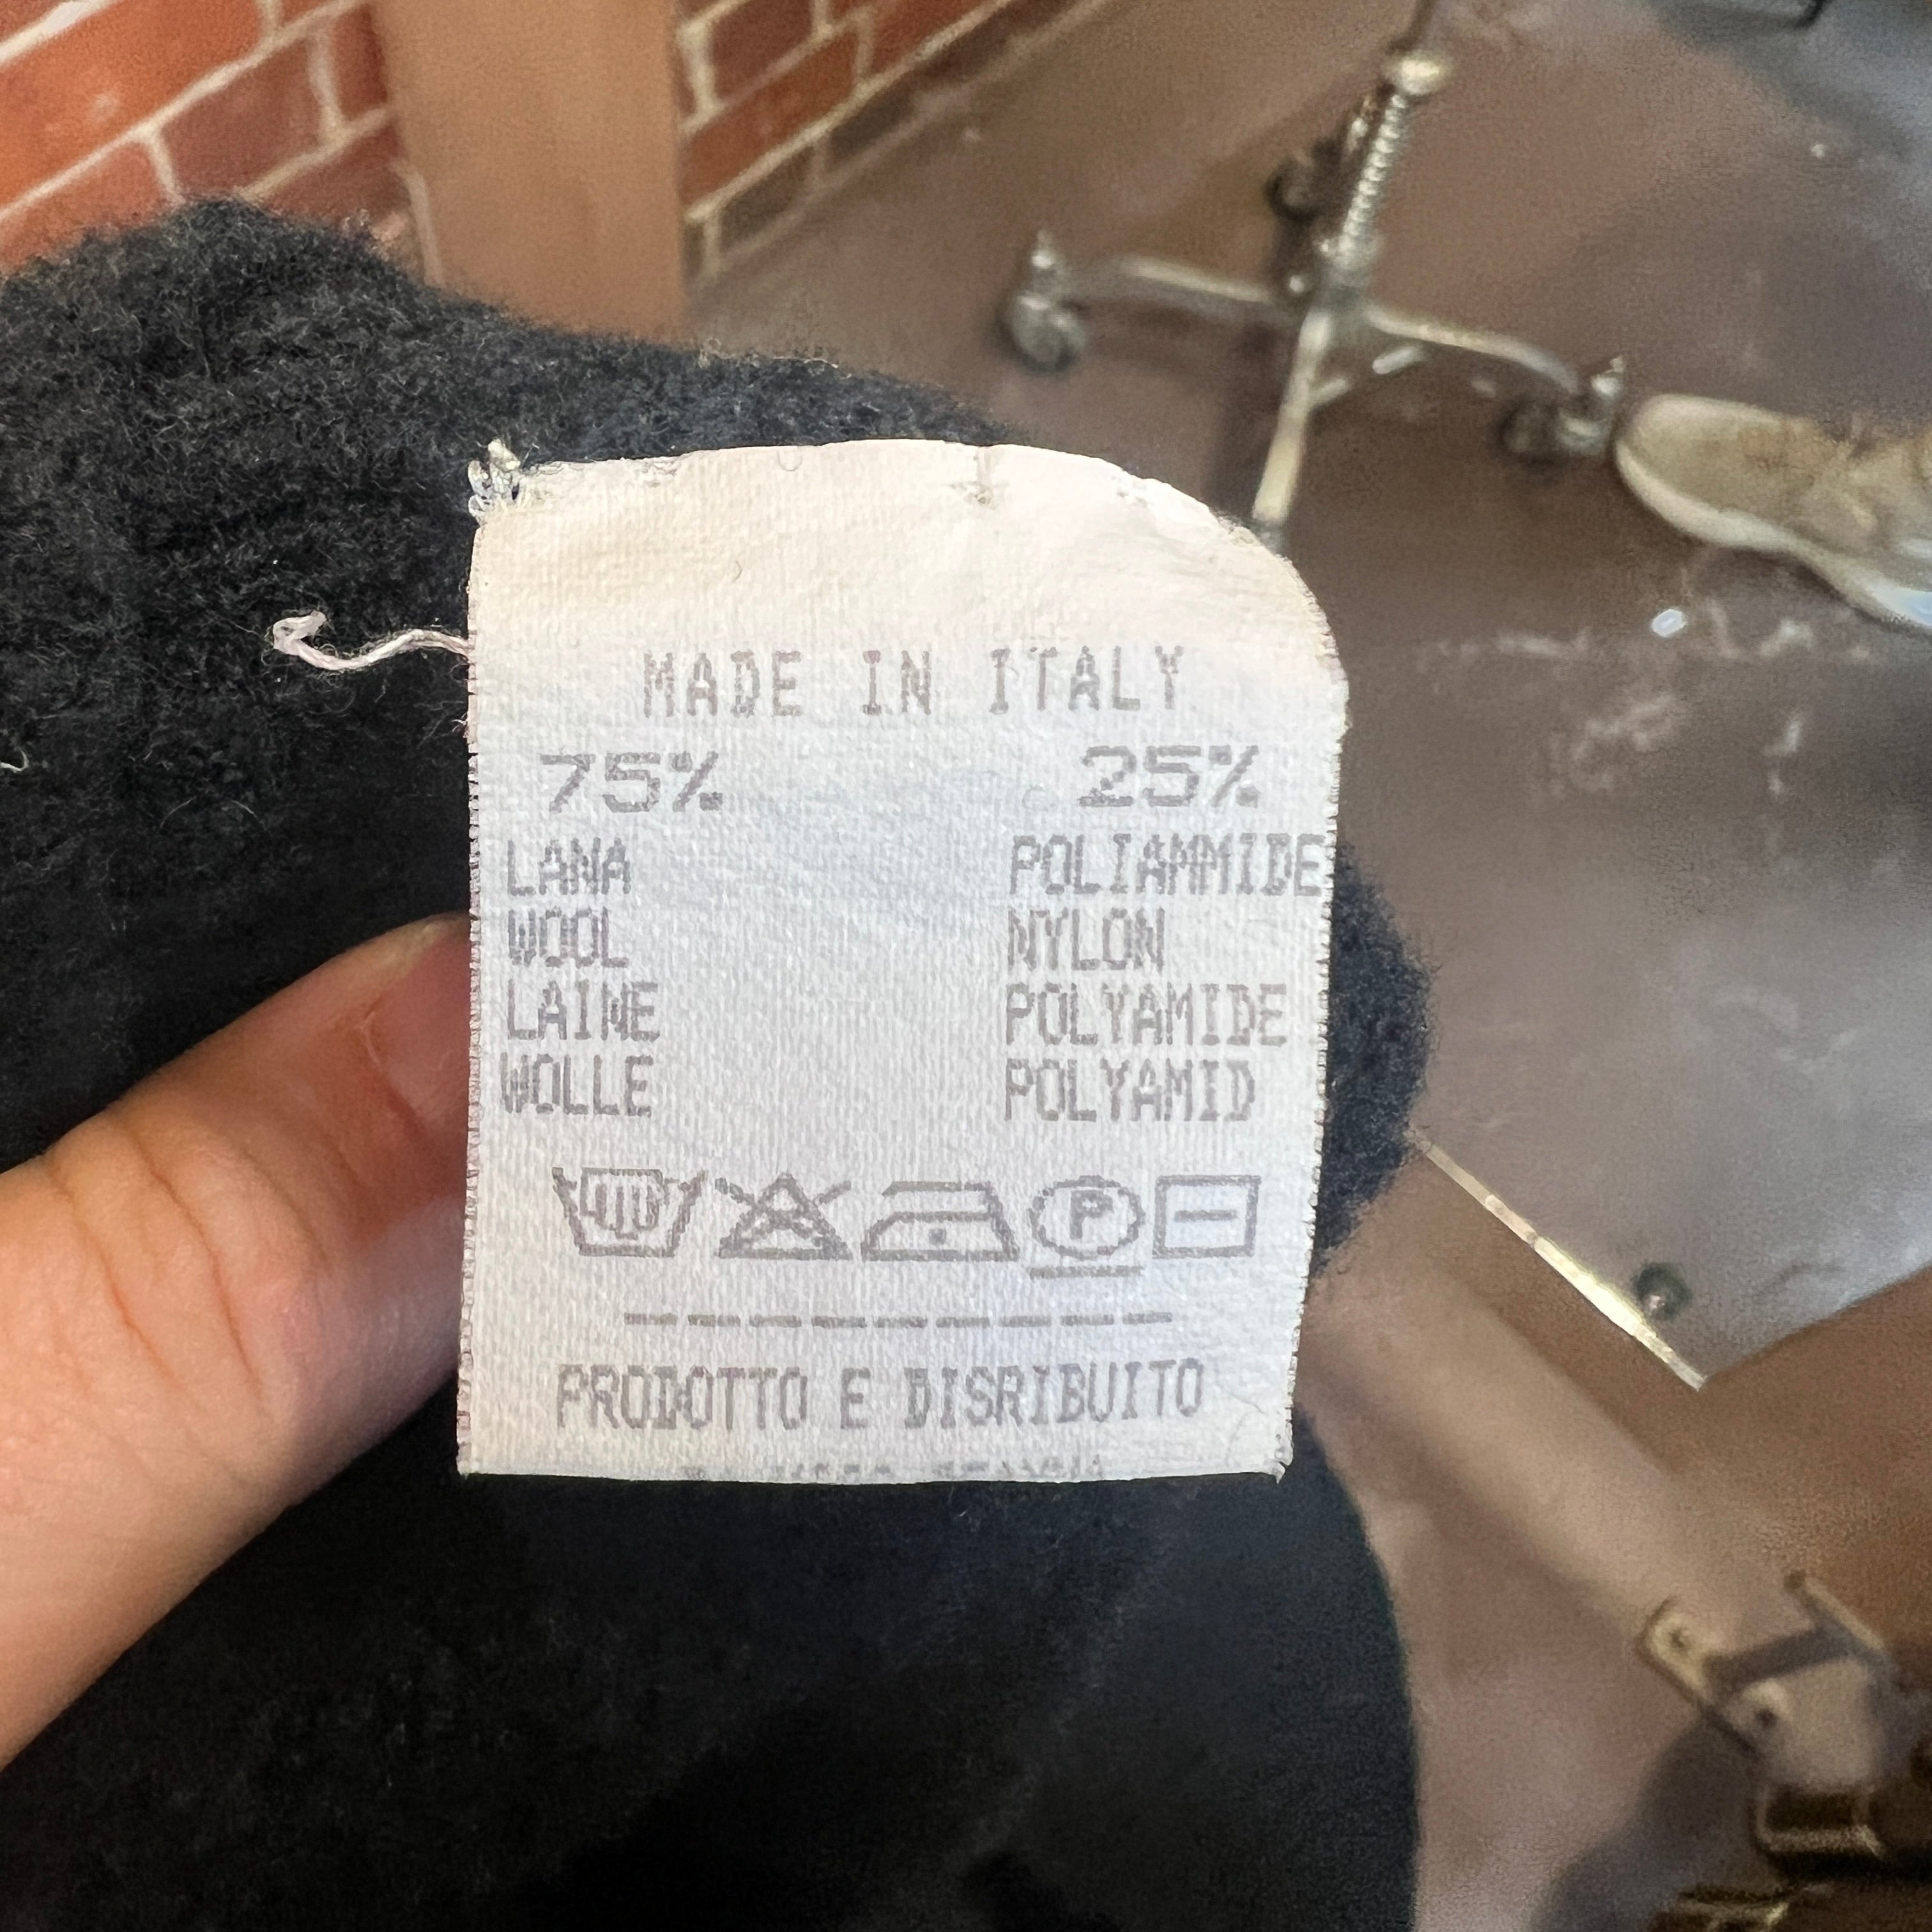 MADE IN ITALY
75% 25%
LANA POLIAMMIDE
WOOL NYLON
LAINE POLYAMIDE
WOLLE POLYAMID
P
PRODOTTO E DISRIBUITO